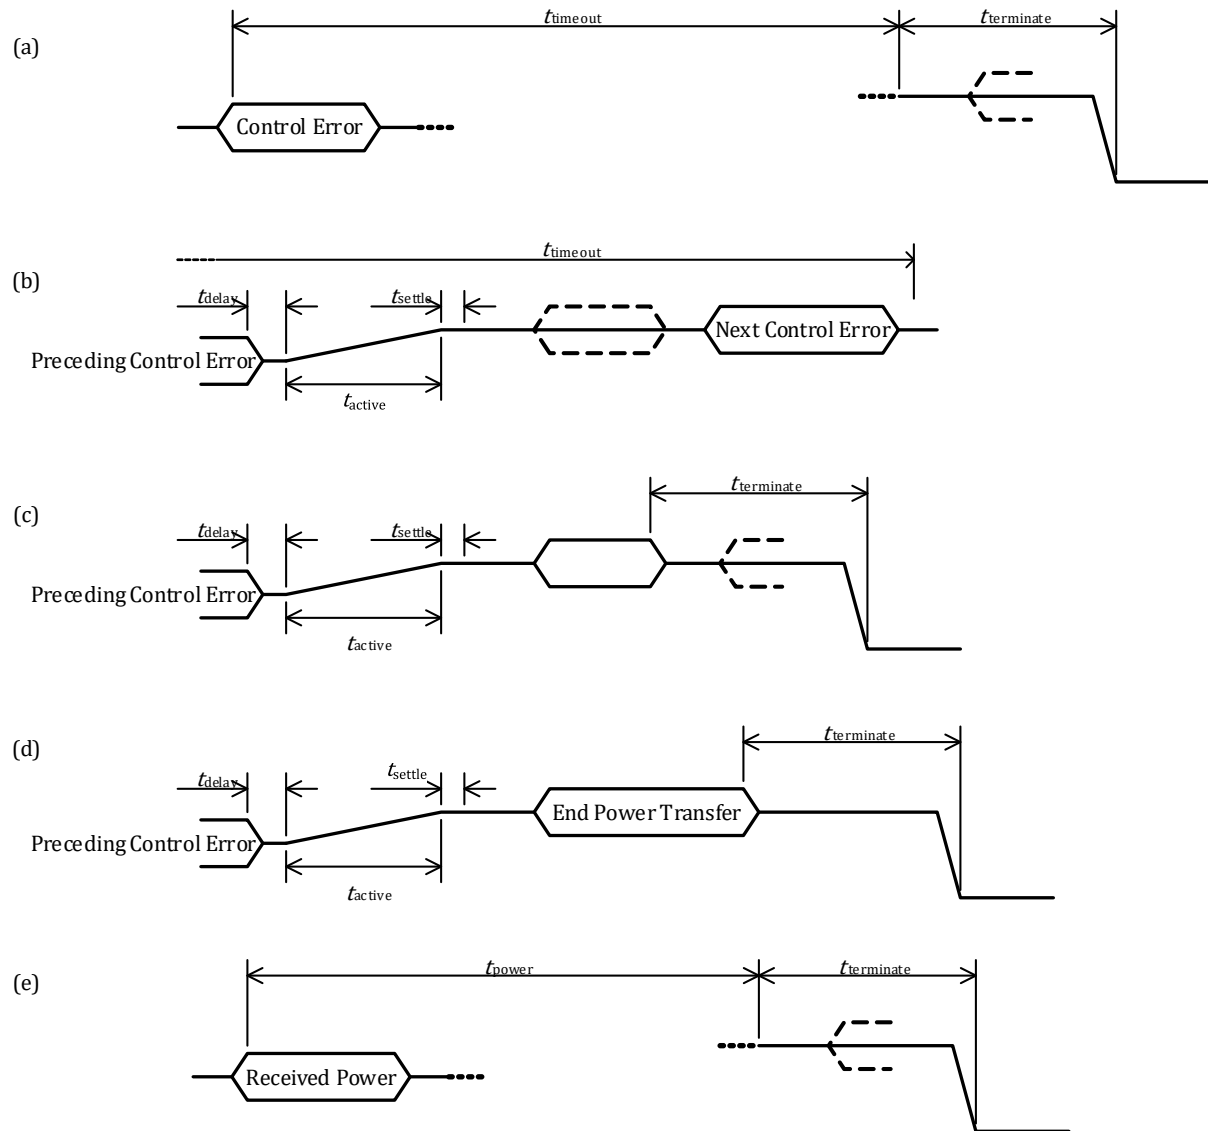 (a)
ttimeout
tterminate
Control Error
(b)
ttimeout
tdelay
tsettle
Preceding Control Error
Next Control Error
tactive
(c)
tterminate
tdelay
tsettle
Preceding Control Error
tactive
(d)
tterminate
tdelay
tsettle
Preceding Control Error
End Power Transfer
tactive
(e)
tpower
tterminate
Received Power